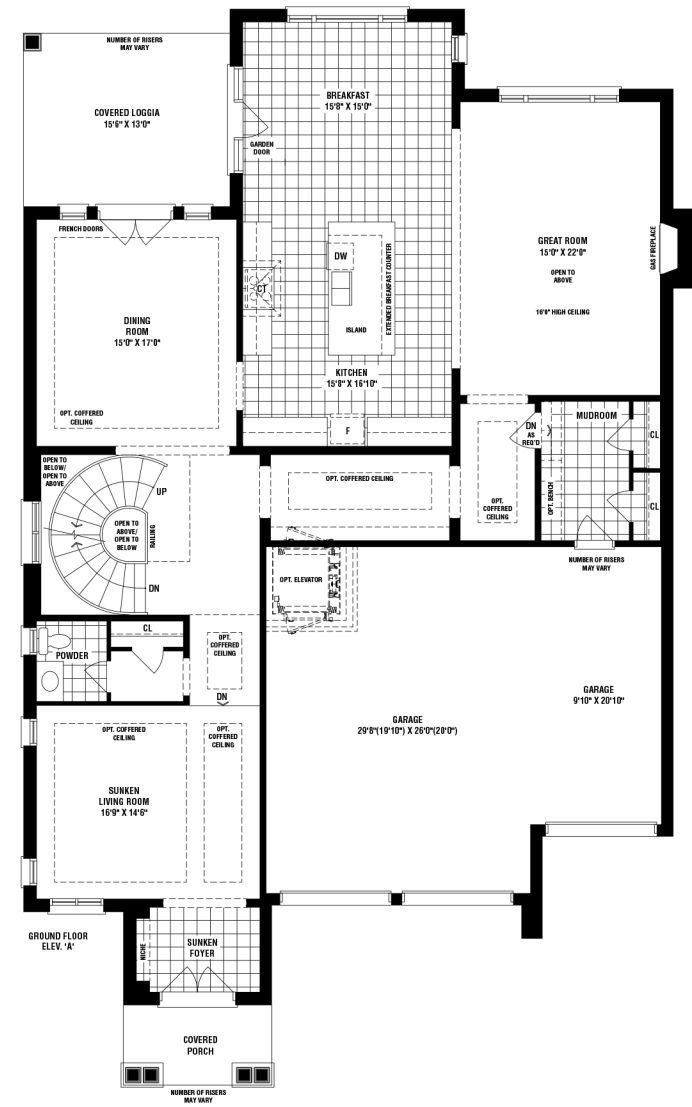 NUMBER OF RISERS
MAY VARY
COVERED LOGGIA
15'6" X 13'0"
BREAKFAST
15'8" X 15'0"
GARDEN
DOOR
FRENCH DOORS
DINING
ROOM
15'0" X 17'0"
OPT. COFFERED
CEILING
CT
DW
ISLAND
EXTENDED BREAKFAST COUNTER
KITCHEN
15'8" X 16'10"
F
GREAT ROOM
15'0" X 22'0"
OPEN TO
ABOVE
16'0" HIGH CEILING
GAS FIREPLACE
DN
AS
REQ'D
MUDROOM
CL
CL
OPT. BENCH
OPT.
COFFERED
CEILING
OPT. COFFERED CEILING
OPEN TO
BELOW/
OPEN TO
ABOVE
UP
OPEN TO
ABOVE/
OPEN TO
BELOW
RAILING
DN
OPT. ELEVATOR
NUMBER OF RISERS
MAY VARY
CL
POWDER
OPT.
COFFERED
CEILING
DN
GARAGE
9'10" X 20'10"
GARAGE
29'8"(19'10") X 26'0"(20'0")
OPT. COFFERED
CEILING
OPT.
COFFERED
CEILING
SUNKEN
LIVING ROOM
16'9" X 14'6"
GROUND FLOOR
ELEV. 'A'
NICHE
SUNKEN
FOYER
COVERED
PORCH
NUMBER OF RISERS
MAY VARY